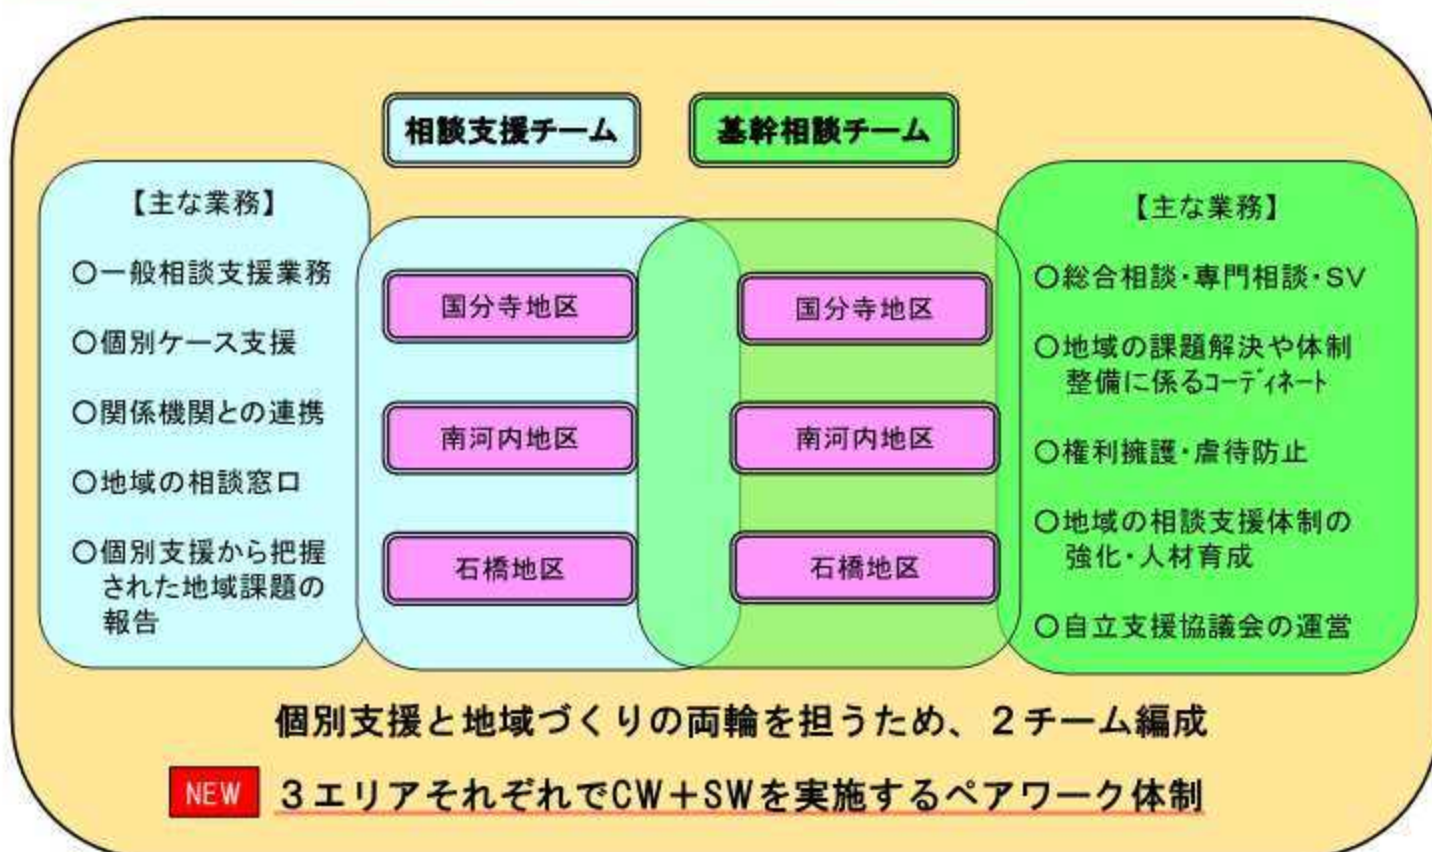 相談支援チーム
基幹相談チーム
【主な業務】
○一般相談支援業務
○個別ケース支援
○関係機関との連携
○地域の相談窓口
○個別支援から把握
された地域課題の
報告
国分寺地区
南河内地区
石橋地区
国分寺地区
南河内地区
石橋地区
【主な業務】
○総合相談・専門相談・SV
○地域の課題解決や体制
整備に係るｺｰﾃﾞｨﾈｰﾄ
○権利擁護・虐待防止
○地域の相談支援体制の
強化・人材育成
○自立支援協議会の運営
個別支援と地域づくりの両輪を担うため、２チーム編成
NEW ３エリアそれぞれでCW＋SWを実施するペアワーク体制